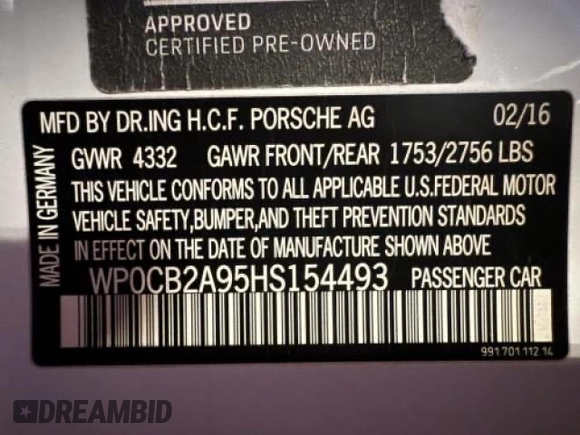 APPROVED
CERTIFIED PRE-OWNED
MFD BY DR.ING H.C.F. PORSCHE AG 02/16
GVWR 4332 GAWR FRONT/REAR 1753/2756 LBS
THIS VEHICLE CONFORMS TO ALL APPLICABLE U.S.FEDERAL MOTOR
VEHICLE SAFETY,BUMPER,AND THEFT PREVENTION STANDARDS
IN EFFECT ON THE DATE OF MANUFACTURE SHOWN ABOVE
WP0CB2A95HS154493 PASSENGER CAR
MADE IN GERMANY
991.701.112.14
DREAMBID